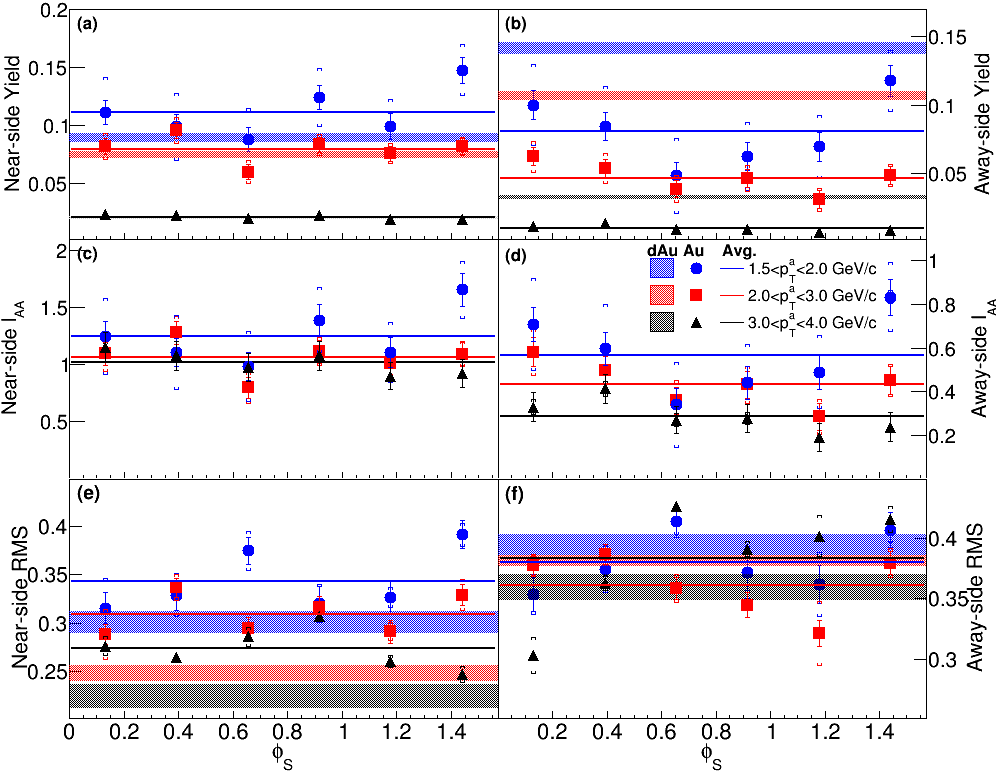 (a)
0.2
0.15
0.1
0.05
Near-side Yield
(b)
0.15
0.1
0.05
Away-side Yield
(c)
2
1.5
1
0.5
Near-side I_AA
(d)
dAu Au Avg.
1.5<p_T^a<2.0 GeV/c
2.0<p_T^a<3.0 GeV/c
3.0<p_T^a<4.0 GeV/c
1
0.8
0.6
0.4
0.2
Away-side I_AA
(e)
0.4
0.35
0.3
0.25
Near-side RMS
(f)
0.4
0.35
0.3
Away-side RMS
0 0.2 0.4 0.6 0.8 1 1.2 1.4
ϕ_S
0.2 0.4 0.6 0.8 1 1.2 1.4
ϕ_S